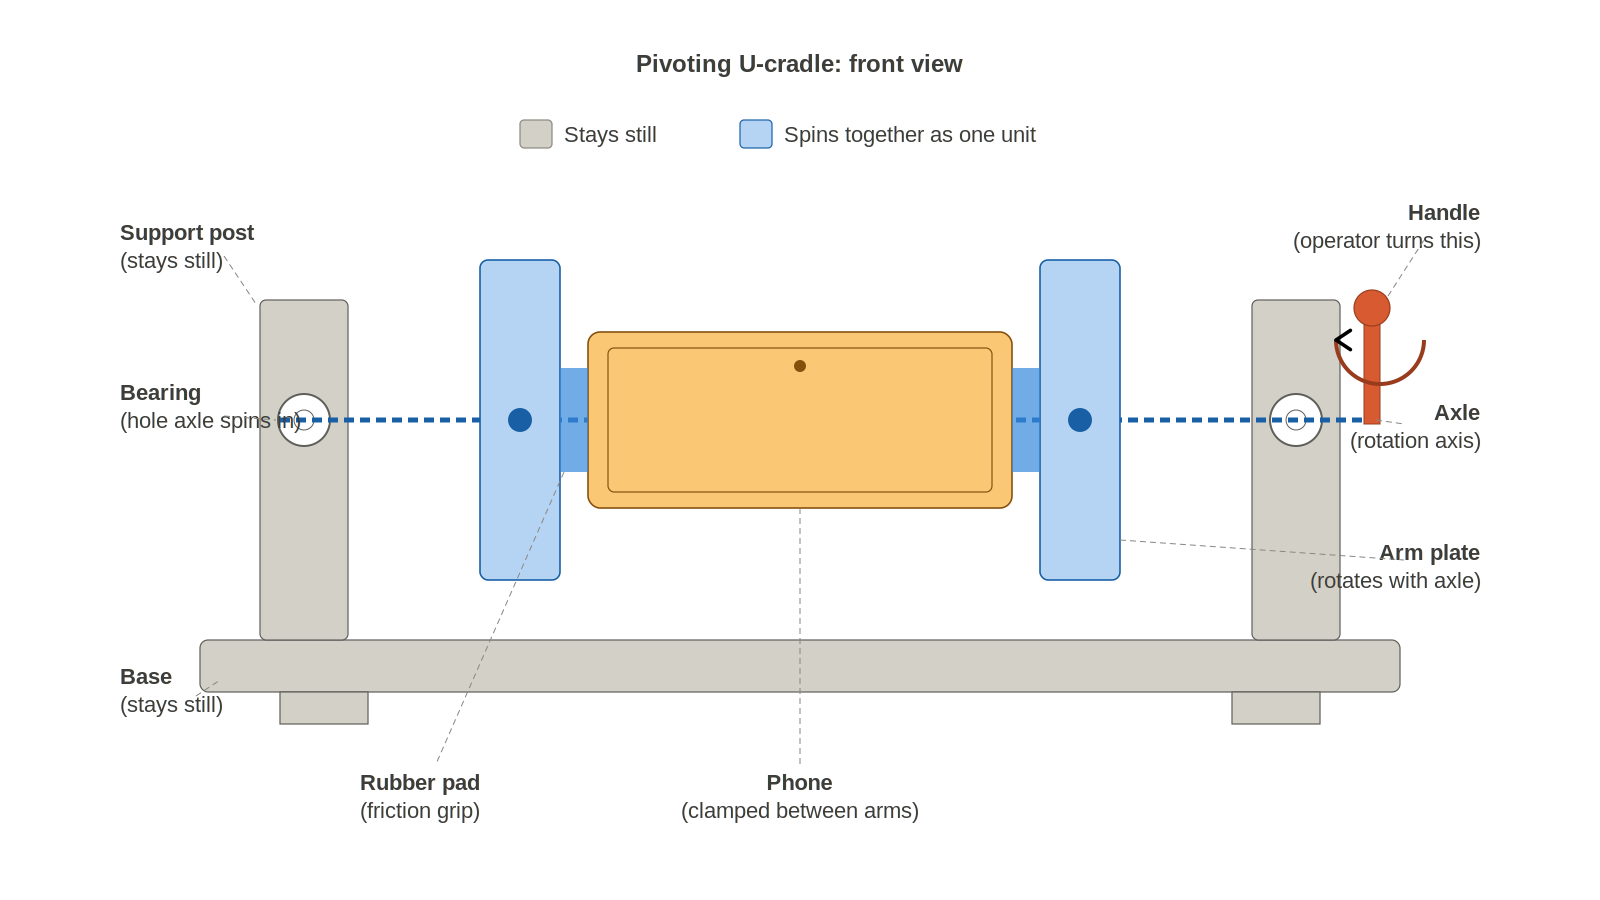 Pivoting U-cradle: front view
Stays still
Spins together as one unit
Support post
(stays still)
Handle
(operator turns this)
Bearing
(hole axle spins in)
Axle
(rotation axis)
Arm plate
(rotates with axle)
Base
(stays still)
Rubber pad
(friction grip)
Phone
(clamped between arms)